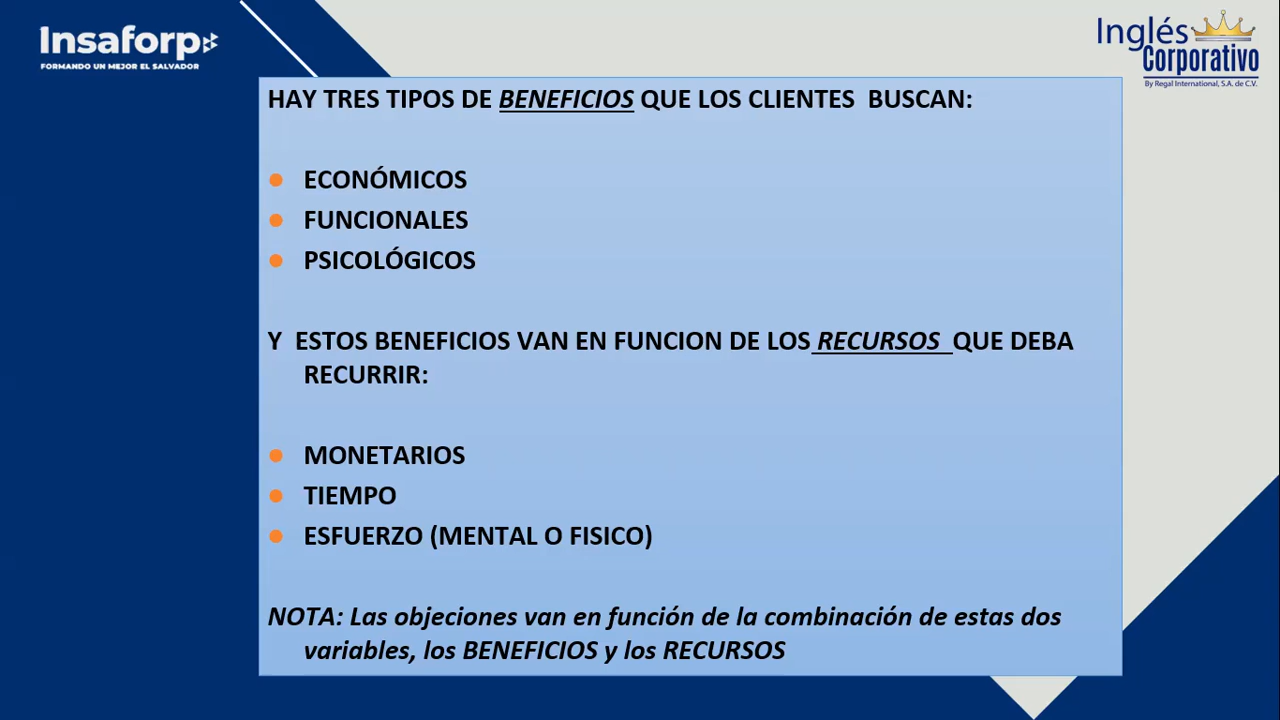 Insaforp
FORMANDO UN MEJOR EL SALVADOR
Inglés
Corporativo
By Regal International, S.A. de C.V.
HAY TRES TIPOS DE BENEFICIOS QUE LOS CLIENTES BUSCAN:
ECONÓMICOS
FUNCIONALES
PSICOLÓGICOS
Y ESTOS BENEFICIOS VAN EN FUNCION DE LOS RECURSOS QUE DEBA
RECURRIR:
MONETARIOS
TIEMPO
ESFUERZO (MENTAL O FISICO)
NOTA: Las objeciones van en función de la combinación de estas dos
variables, los BENEFICIOS y los RECURSOS